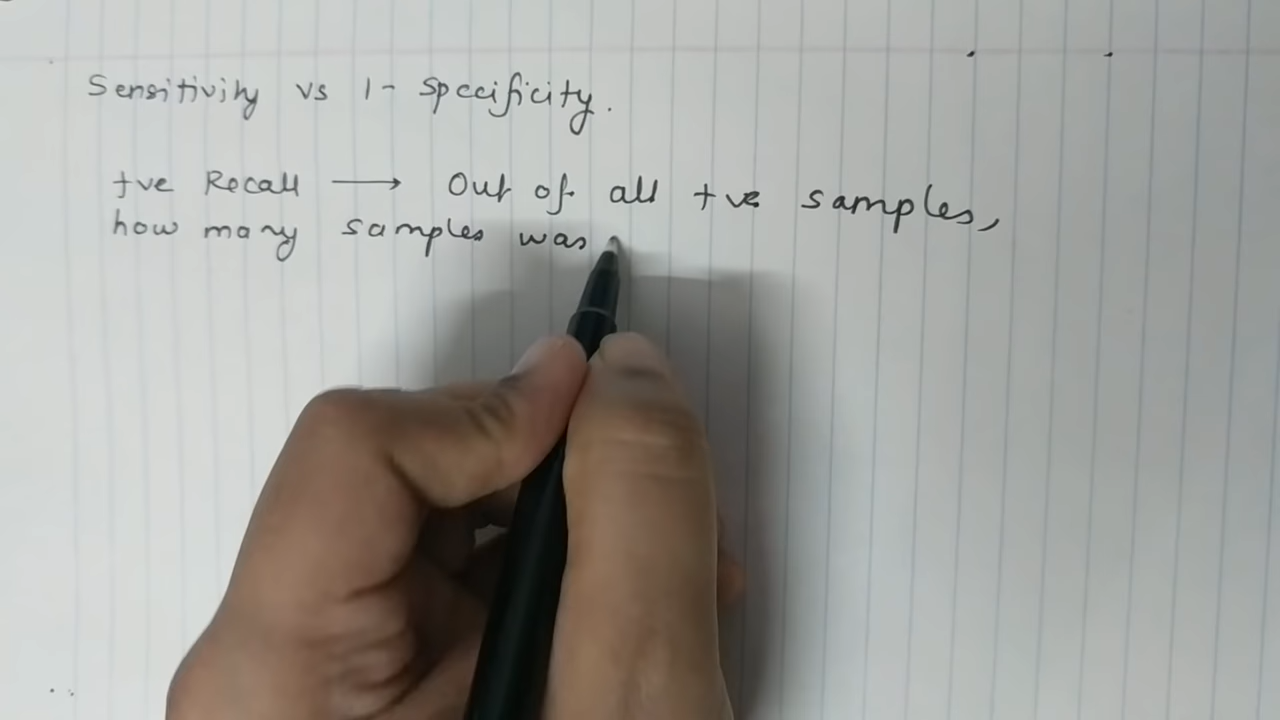 Sensitivity vs 1 - Specificity.
+ve Recall → Out of all +ve samples,
how many samples was